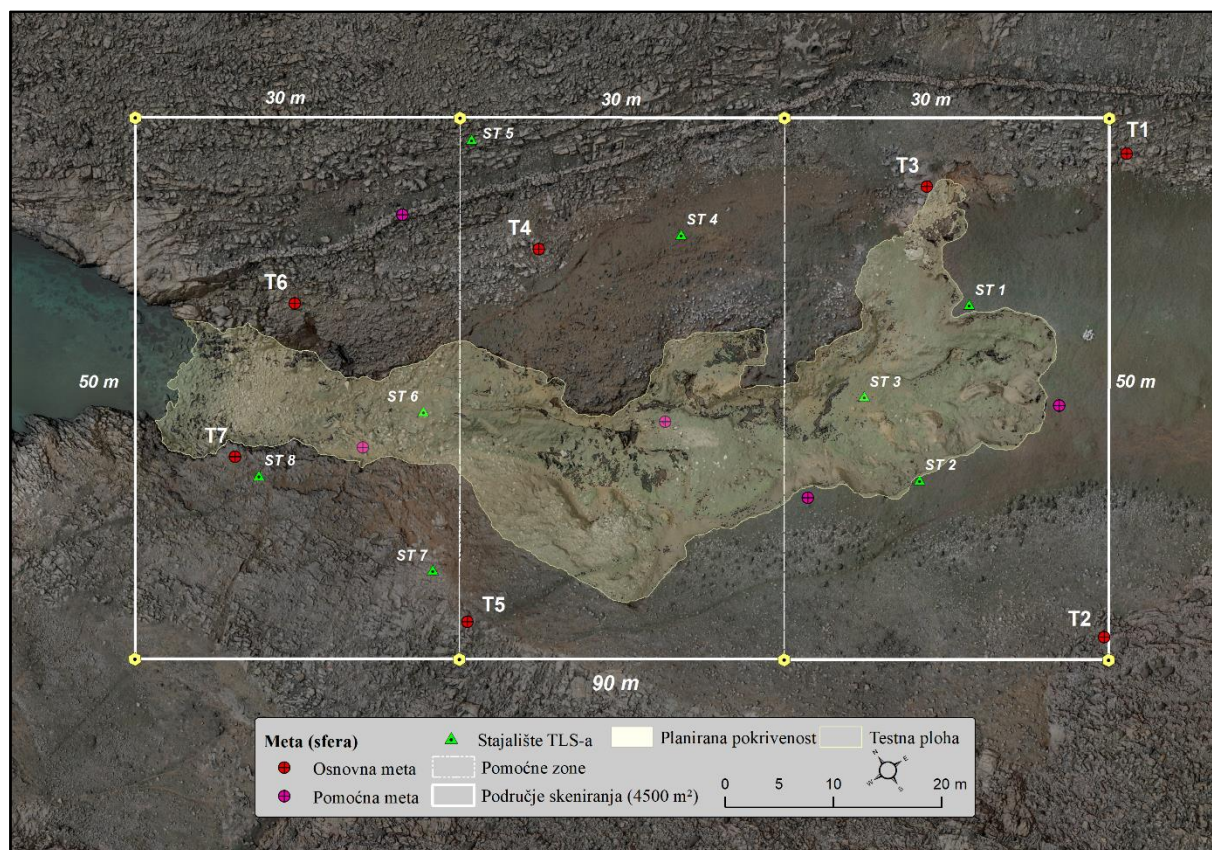 30 m
30 m
30 m
T1
ST 5
T3
T4
ST 4
T6
ST 1
50 m
50 m
ST 3
ST 6
T7
ST 8
ST 2
ST 7
T5
T2
90 m
Meta (sfera)
Osnovna meta
Pomoćna meta
Stajalište TLS-a
Pomoćne zone
Područje skeniranja (4500 m²)
Planirana pokrivenost
Testna ploha
N
E
W
S
0 5 10 20 m